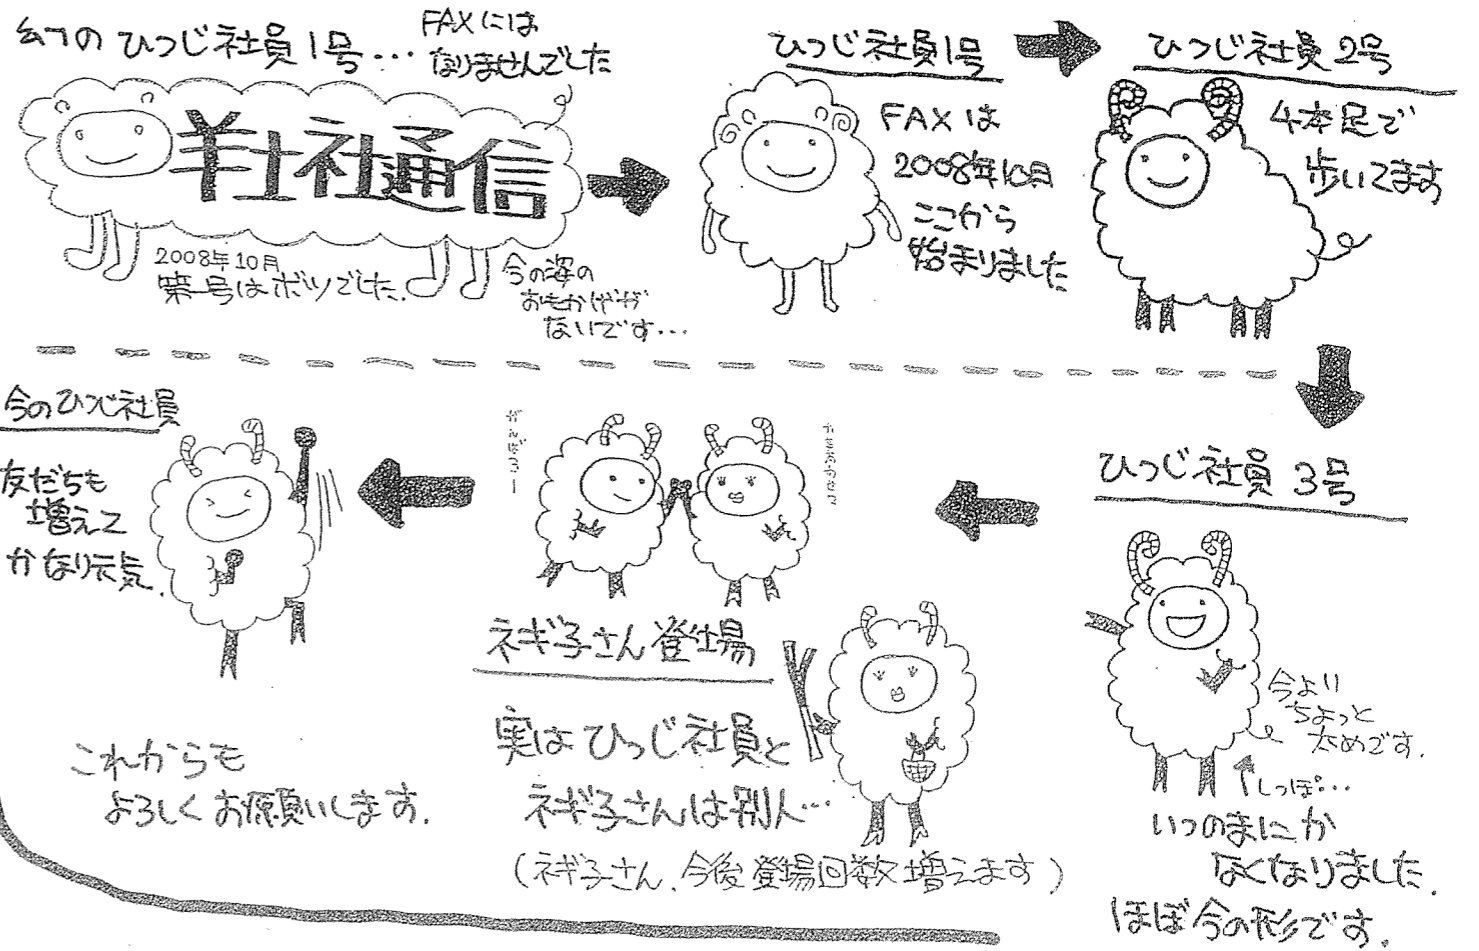 幻のひつじ社員1号…
FAXには
なりませんでした
羊土社通信
2008年10月
第一号はボツでした.
今の姿の
おもかげが
ないです…
ひつじ社員1号
FAXは
2008年10月
ここから
始まりました
ひつじ社員2号
4本足で
歩いてます
ひつじ社員3号
今より
ちょっと
太めです.
しっぽ…
いつのまにか
なくなりました.
ほぼ今の形です.
ネギ子さん登場
実はひつじ社員と
ネギ子さんは別人…
(ネギ子さん、今後登場回数増えます)
今のひつじ社員
友だちも
増えて
かなり元気.
これからも
よろしくお願いします.